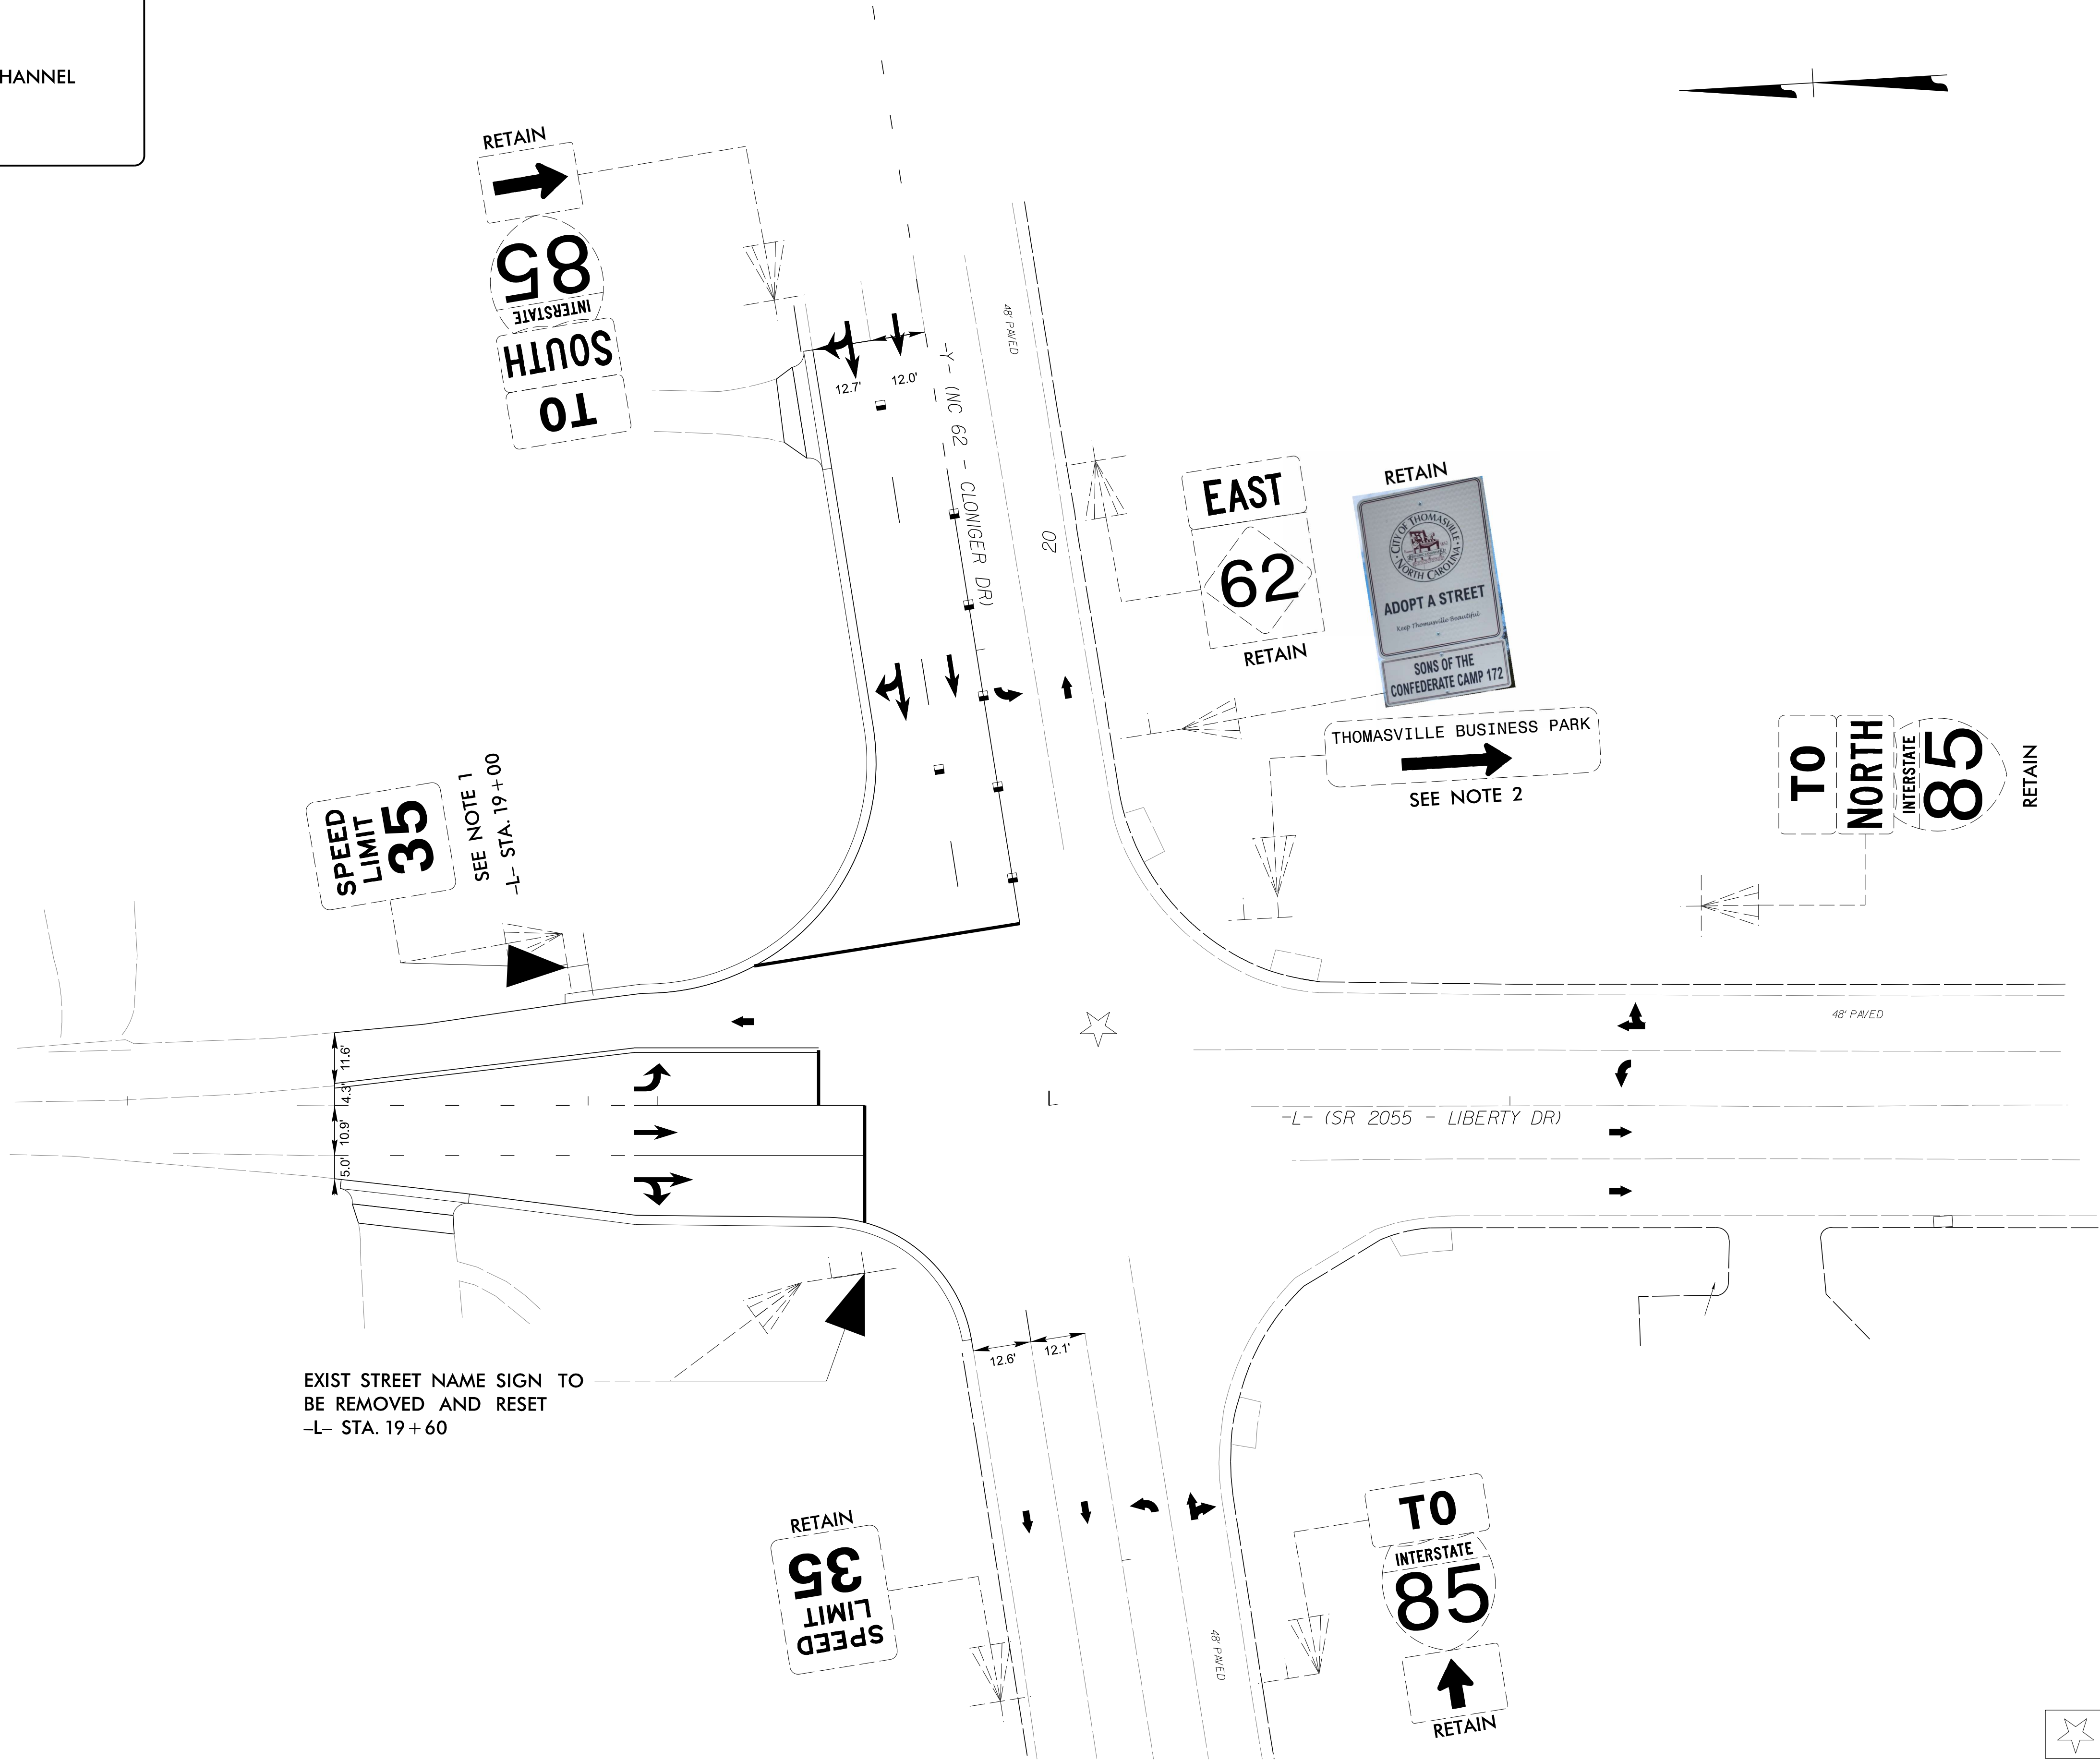 HANNEL
RETAIN
85
INTERSTATE
SOUTH
TO
12.7'
12.0'
-Y- (NC 62 - CLONIGER DR)
48' PAVED
20
EAST
62
RETAIN
RETAIN
CITY OF THOMASVILLE
NORTH CAROLINA
ADOPT A STREET
Keep Thomasville Beautiful
SONS OF THE
CONFEDERATE CAMP 172
THOMASVILLE BUSINESS PARK
SEE NOTE 2
TO
NORTH
INTERSTATE
85
RETAIN
SPEED
LIMIT
35
SEE NOTE 1
-L- STA. 19+00
11.6'
4.3'
10.9'
5.0'
48' PAVED
L
-L- (SR 2055 - LIBERTY DR)
EXIST STREET NAME SIGN TO
BE REMOVED AND RESET
-L- STA. 19+60
12.6'
12.1'
RETAIN
SPEED
LIMIT
35
48' PAVED
TO
INTERSTATE
85
RETAIN